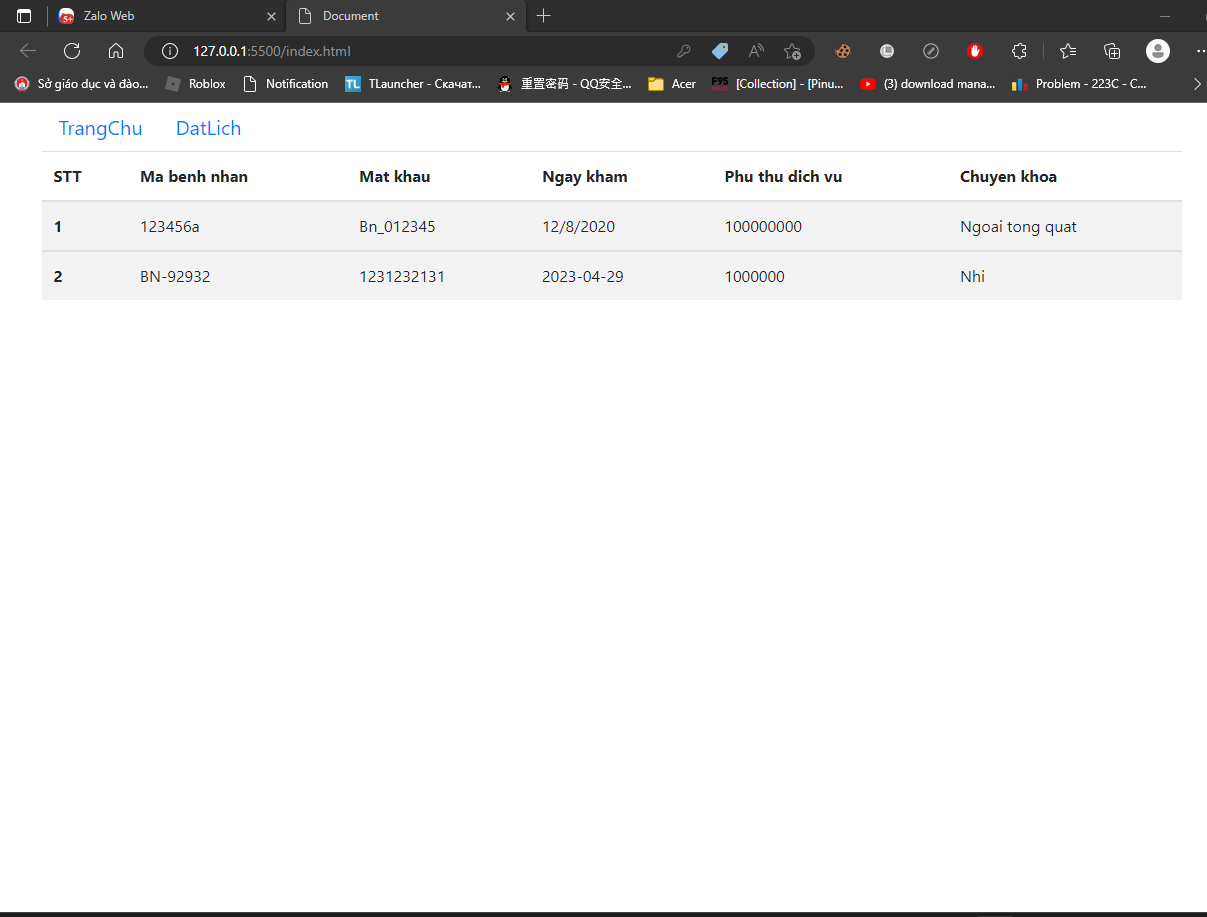 Zalo Web
Document
127.0.0.1:5500/index.html
Sở giáo dục và đào... Roblox Notification TL TLauncher - Скачат... 重置密码 - QQ安全... Acer F95 [Collection] - [Pinu... (3) download mana... Problem - 223C - C...
TrangChu DatLich
STT Ma benh nhan Mat khau Ngay kham Phu thu dich vu Chuyen khoa
1 123456a Bn_012345 12/8/2020 100000000 Ngoai tong quat
2 BN-92932 1231232131 2023-04-29 1000000 Nhi